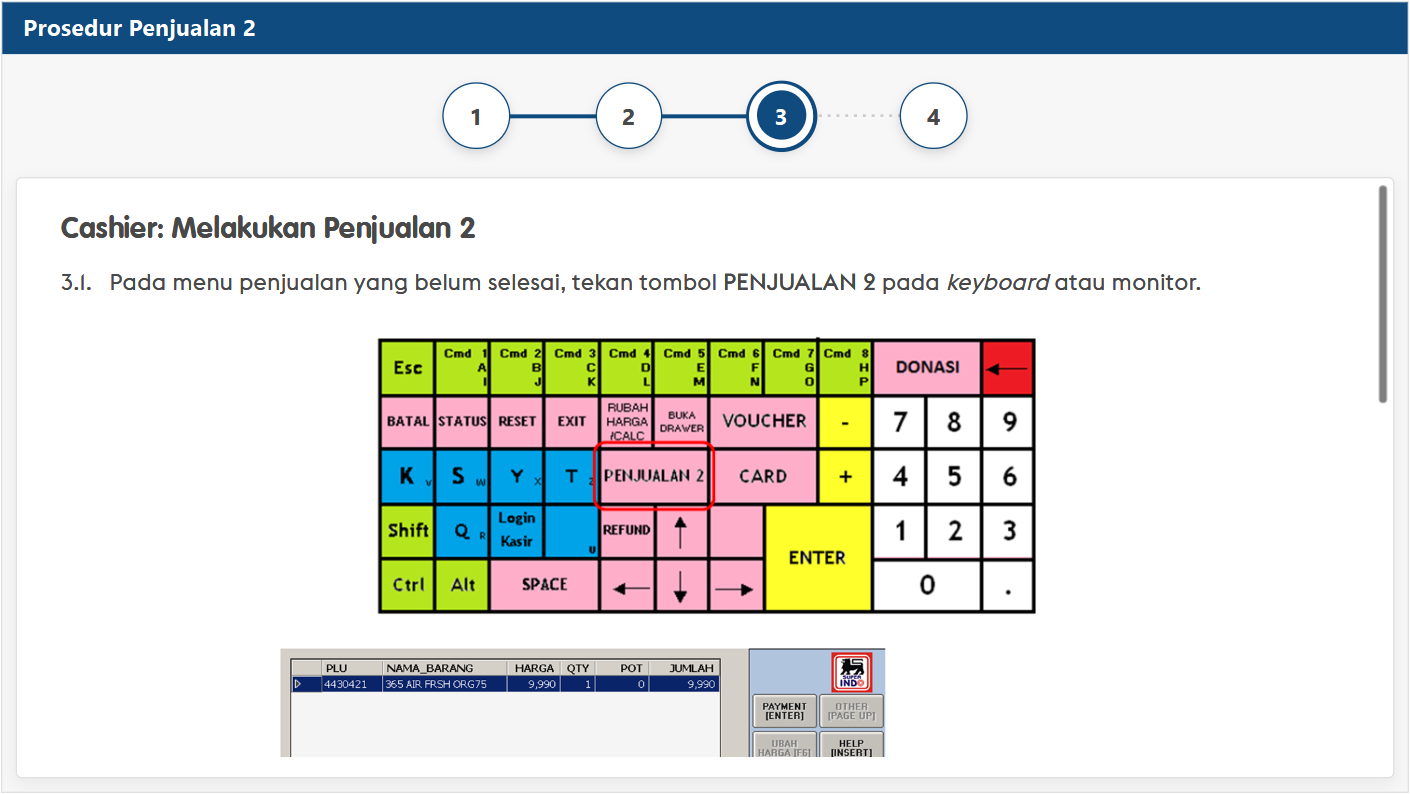 Prosedur Penjualan 2
1 2 3 4
Cashier: Melakukan Penjualan 2
3.1. Pada menu penjualan yang belum selesai, tekan tombol PENJUALAN 2 pada keyboard atau monitor.
Esc Cmd 1 A I Cmd 2 B J Cmd 3 C K Cmd 4 D L Cmd 5 E M Cmd 6 F N Cmd 7 G O Cmd 8 H P DONASI ←
BATAL STATUS RESET EXIT RUBAH HARGA /CALC BUKA DRAWER VOUCHER - 7 8 9
K V S W Y X T Z PENJUALAN 2 CARD + 4 5 6
Shift Q R Login Kasir U REFUND ↑ ENTER 1 2 3
Ctrl Alt SPACE ← ↓ → 0 .
PLU NAMA_BARANG HARGA QTY POT JUMLAH
4430421 365 AIR FRSH ORG75 9,990 1 0 9,990
SUPER INDO
PAYMENT [ENTER] OTHER [PAGE UP]
UBAH HARGA [F6] HELP [INSERT]